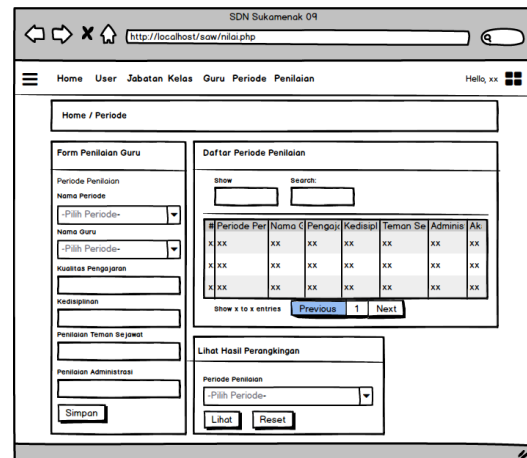 SDN Sukamenak 09
http://localhost/saw/nilai.php
Home User Jabatan Kelas Guru Periode Penilaian Hello, xx
Home / Periode
Form Penilaian Guru
Periode Penilaian
Nama Periode
-Pilih Periode-
Nama Guru
-Pilih Periode-
Kualitas Pengajaran
Kedisiplinan
Penilaian Teman Sejawat
Penilaian Administrasi
Simpan
Daftar Periode Penilaian
Show Search:
# Periode Per Nama G Pengajc Kedisipl Teman Se Adminis Ak
x xx xx xx xx xx xx xx
x xx xx xx xx xx xx xx
x xx xx xx xx xx xx xx
Show x to x entries Previous 1 Next
Lihat Hasil Perangkingan
Periode Penilaian
-Pilih Periode-
Lihat Reset